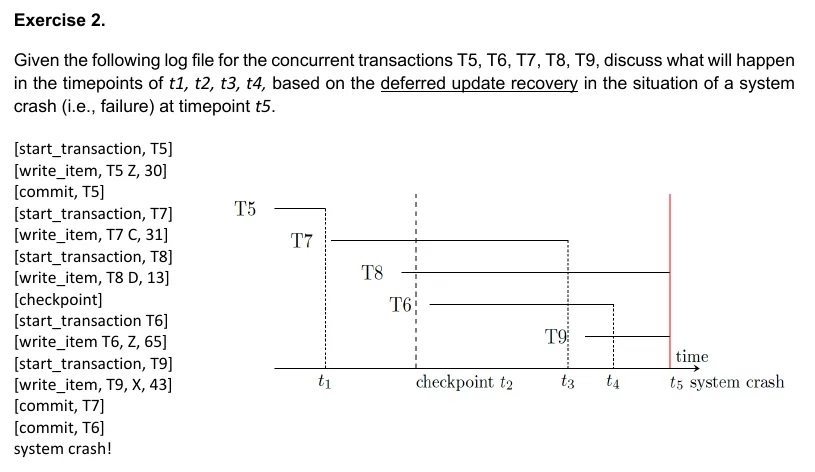 Exercise 2.
Given the following log file for the concurrent transactions T5, T6, T7, T8, T9, discuss what will happen
in the timepoints of t1, t2, t3, t4, based on the deferred update recovery in the situation of a system
crash (i.e., failure) at timepoint t5.
[start_transaction, T5]
[write_item, T5 Z, 30]
[commit, T5]
[start_transaction, T7]
[write_item, T7 C, 31]
[start_transaction, T8]
[write_item, T8 D, 13]
[checkpoint]
[start_transaction T6]
[write_item T6, Z, 65]
[start_transaction, T9]
[write_item, T9, X, 43]
[commit, T7]
[commit, T6]
system crash!
T5
T7
T8
T6
T9
time
t1 checkpoint t2 t3 t4 t5 system crash